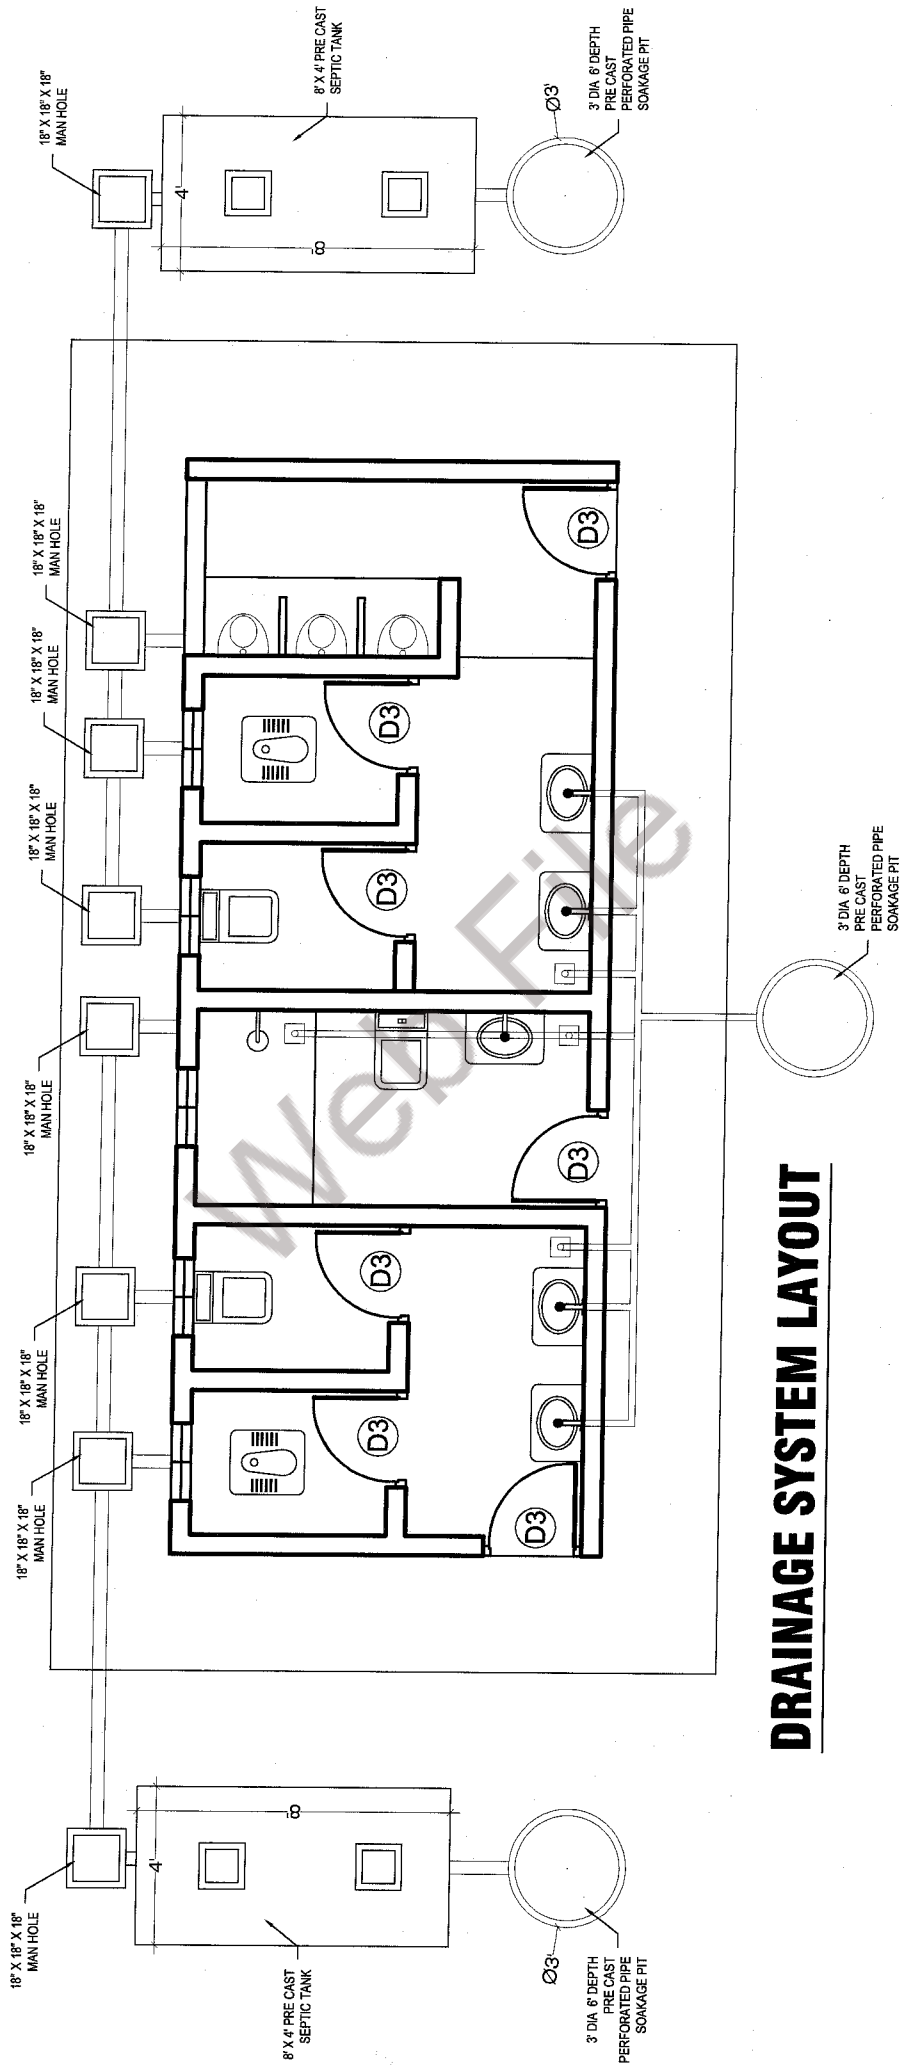 18" X 18" X 18"
MAN HOLE
8' X 4' PRE CAST
SEPTIC TANK
4'
8'
Ø3'
3' DIA 6' DEPTH
PRE CAST
PERFORATED PIPE
SOAKAGE PIT
18" X 18" X 18"
MAN HOLE
18" X 18" X 18"
MAN HOLE
18" X 18" X 18"
MAN HOLE
18" X 18" X 18"
MAN HOLE
18" X 18" X 18"
MAN HOLE
18" X 18" X 18"
MAN HOLE
18" X 18" X 18"
MAN HOLE
4'
8'
8' X 4' PRE CAST
SEPTIC TANK
Ø3'
3' DIA 6' DEPTH
PRE CAST
PERFORATED PIPE
SOAKAGE PIT
D3
D3
D3
D3
D3
D3
D3
3' DIA 6' DEPTH
PRE CAST
PERFORATED PIPE
SOAKAGE PIT
Web File
DRAINAGE SYSTEM LAYOUT